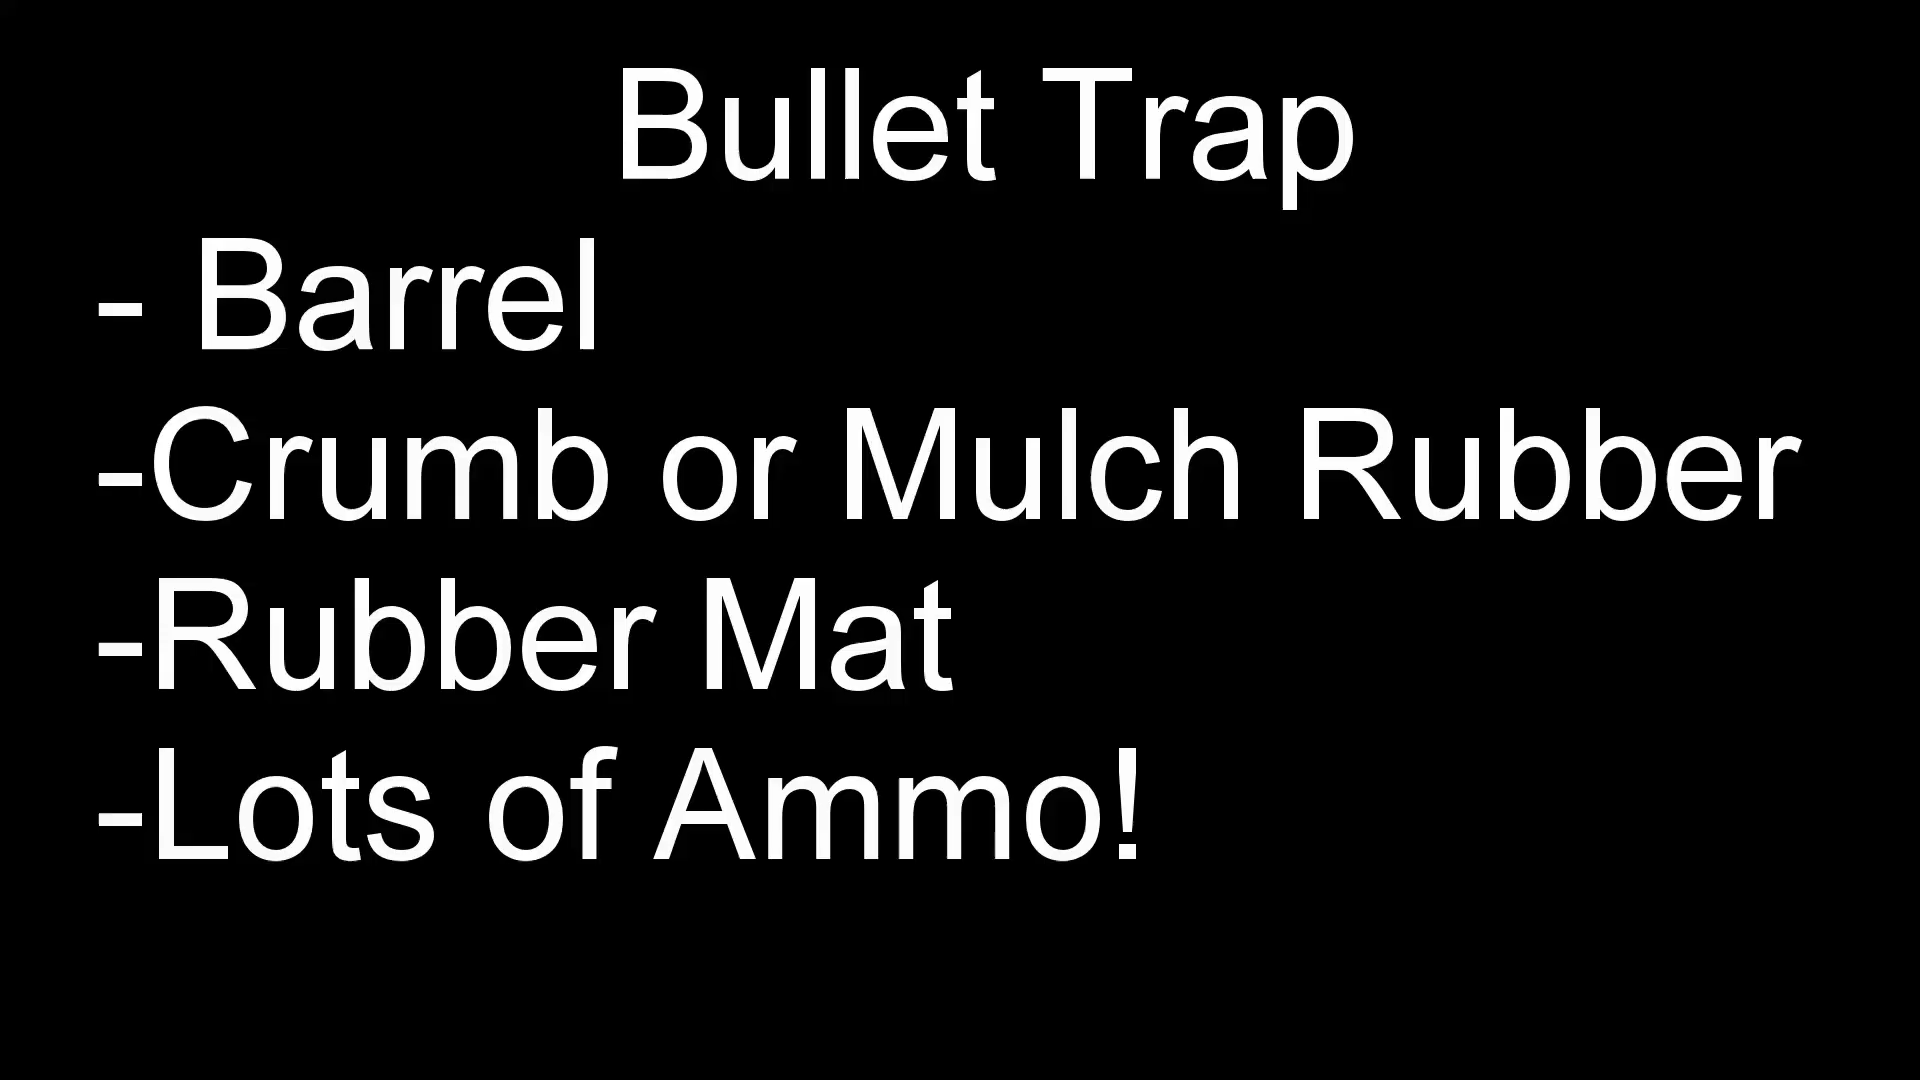 Bullet Trap
- Barrel
-Crumb or Mulch Rubber
-Rubber Mat
-Lots of Ammo!